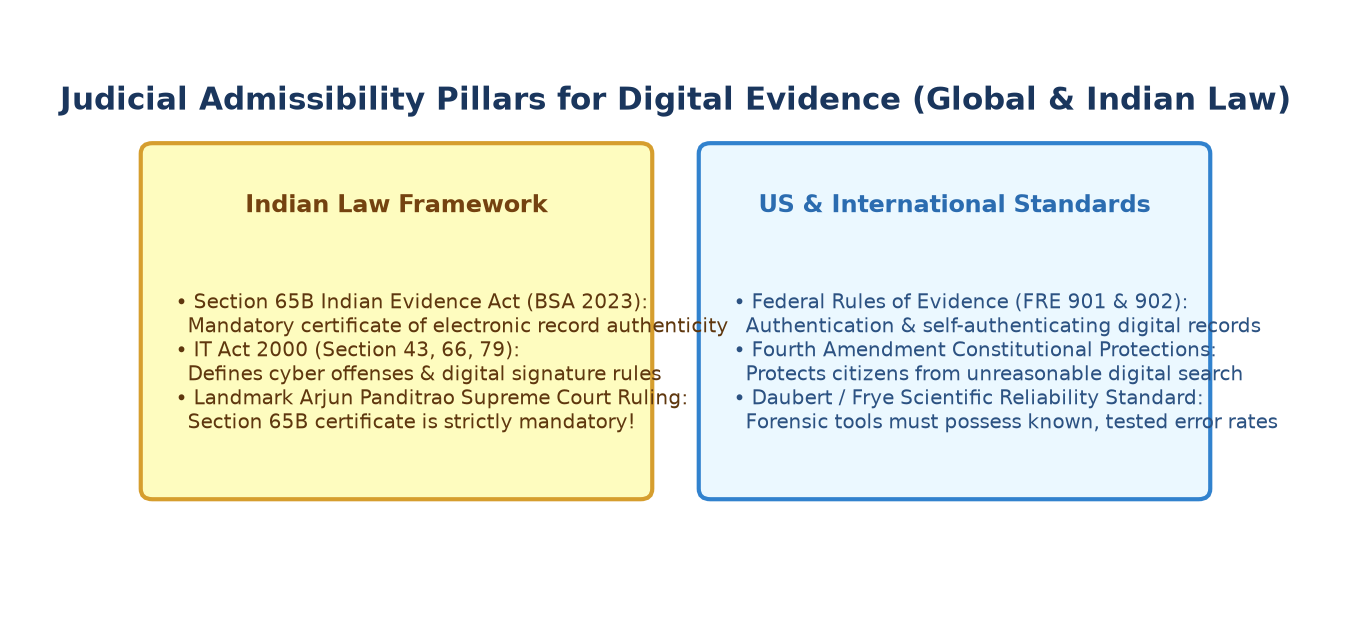 Judicial Admissibility Pillars for Digital Evidence (Global & Indian Law)
Indian Law Framework
• Section 65B Indian Evidence Act (BSA 2023):
Mandatory certificate of electronic record authenticity
• IT Act 2000 (Section 43, 66, 79):
Defines cyber offenses & digital signature rules
• Landmark Arjun Panditrao Supreme Court Ruling:
Section 65B certificate is strictly mandatory!
US & International Standards
• Federal Rules of Evidence (FRE 901 & 902):
Authentication & self-authenticating digital records
• Fourth Amendment Constitutional Protections:
Protects citizens from unreasonable digital search
• Daubert / Frye Scientific Reliability Standard:
Forensic tools must possess known, tested error rates